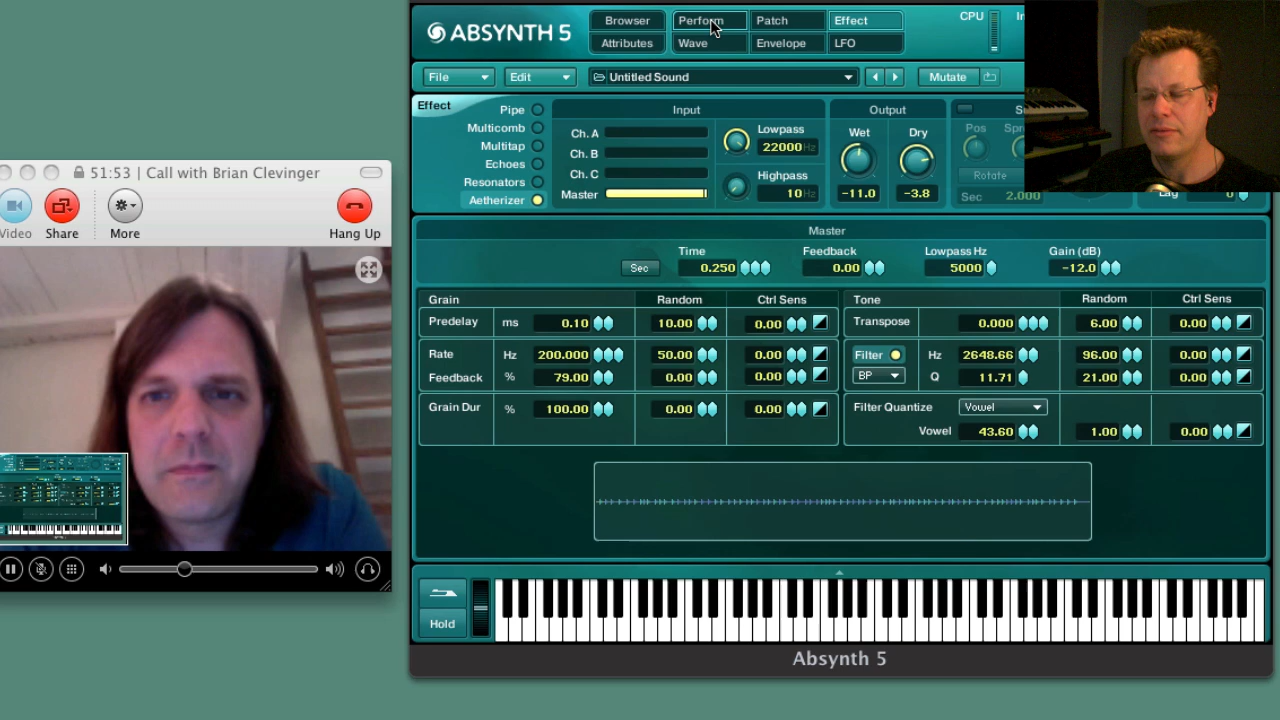 ABSYNTH 5
Browser Perform Patch Effect
Attributes Wave Envelope LFO
CPU
File Edit Untitled Sound Mutate
Effect
Pipe
Multicomb
Multitap
Echoes
Resonators
Aetherizer
Input
Ch. A
Ch. B
Ch. C
Master
Lowpass
22000 Hz
Highpass
10 Hz
Output
Wet Dry
-11.0 -3.8
Pos
Rotate
Sec 2.000
Lag 0
51:53 | Call with Brian Clevinger
Video Share More Hang Up
Master
Time Feedback Lowpass Hz Gain (dB)
Sec 0.250 0.00 5000 -12.0
Grain Random Ctrl Sens
Predelay ms 0.10 10.00 0.00
Rate Hz 200.000 50.00 0.00
Feedback % 79.00 0.00 0.00
Grain Dur % 100.00 0.00 0.00
Tone Random Ctrl Sens
Transpose 0.000 6.00 0.00
Filter Hz 2648.66 96.00 0.00
BP Q 11.71 21.00 0.00
Filter Quantize Vowel
Vowel 43.60 1.00 0.00
Hold
Absynth 5